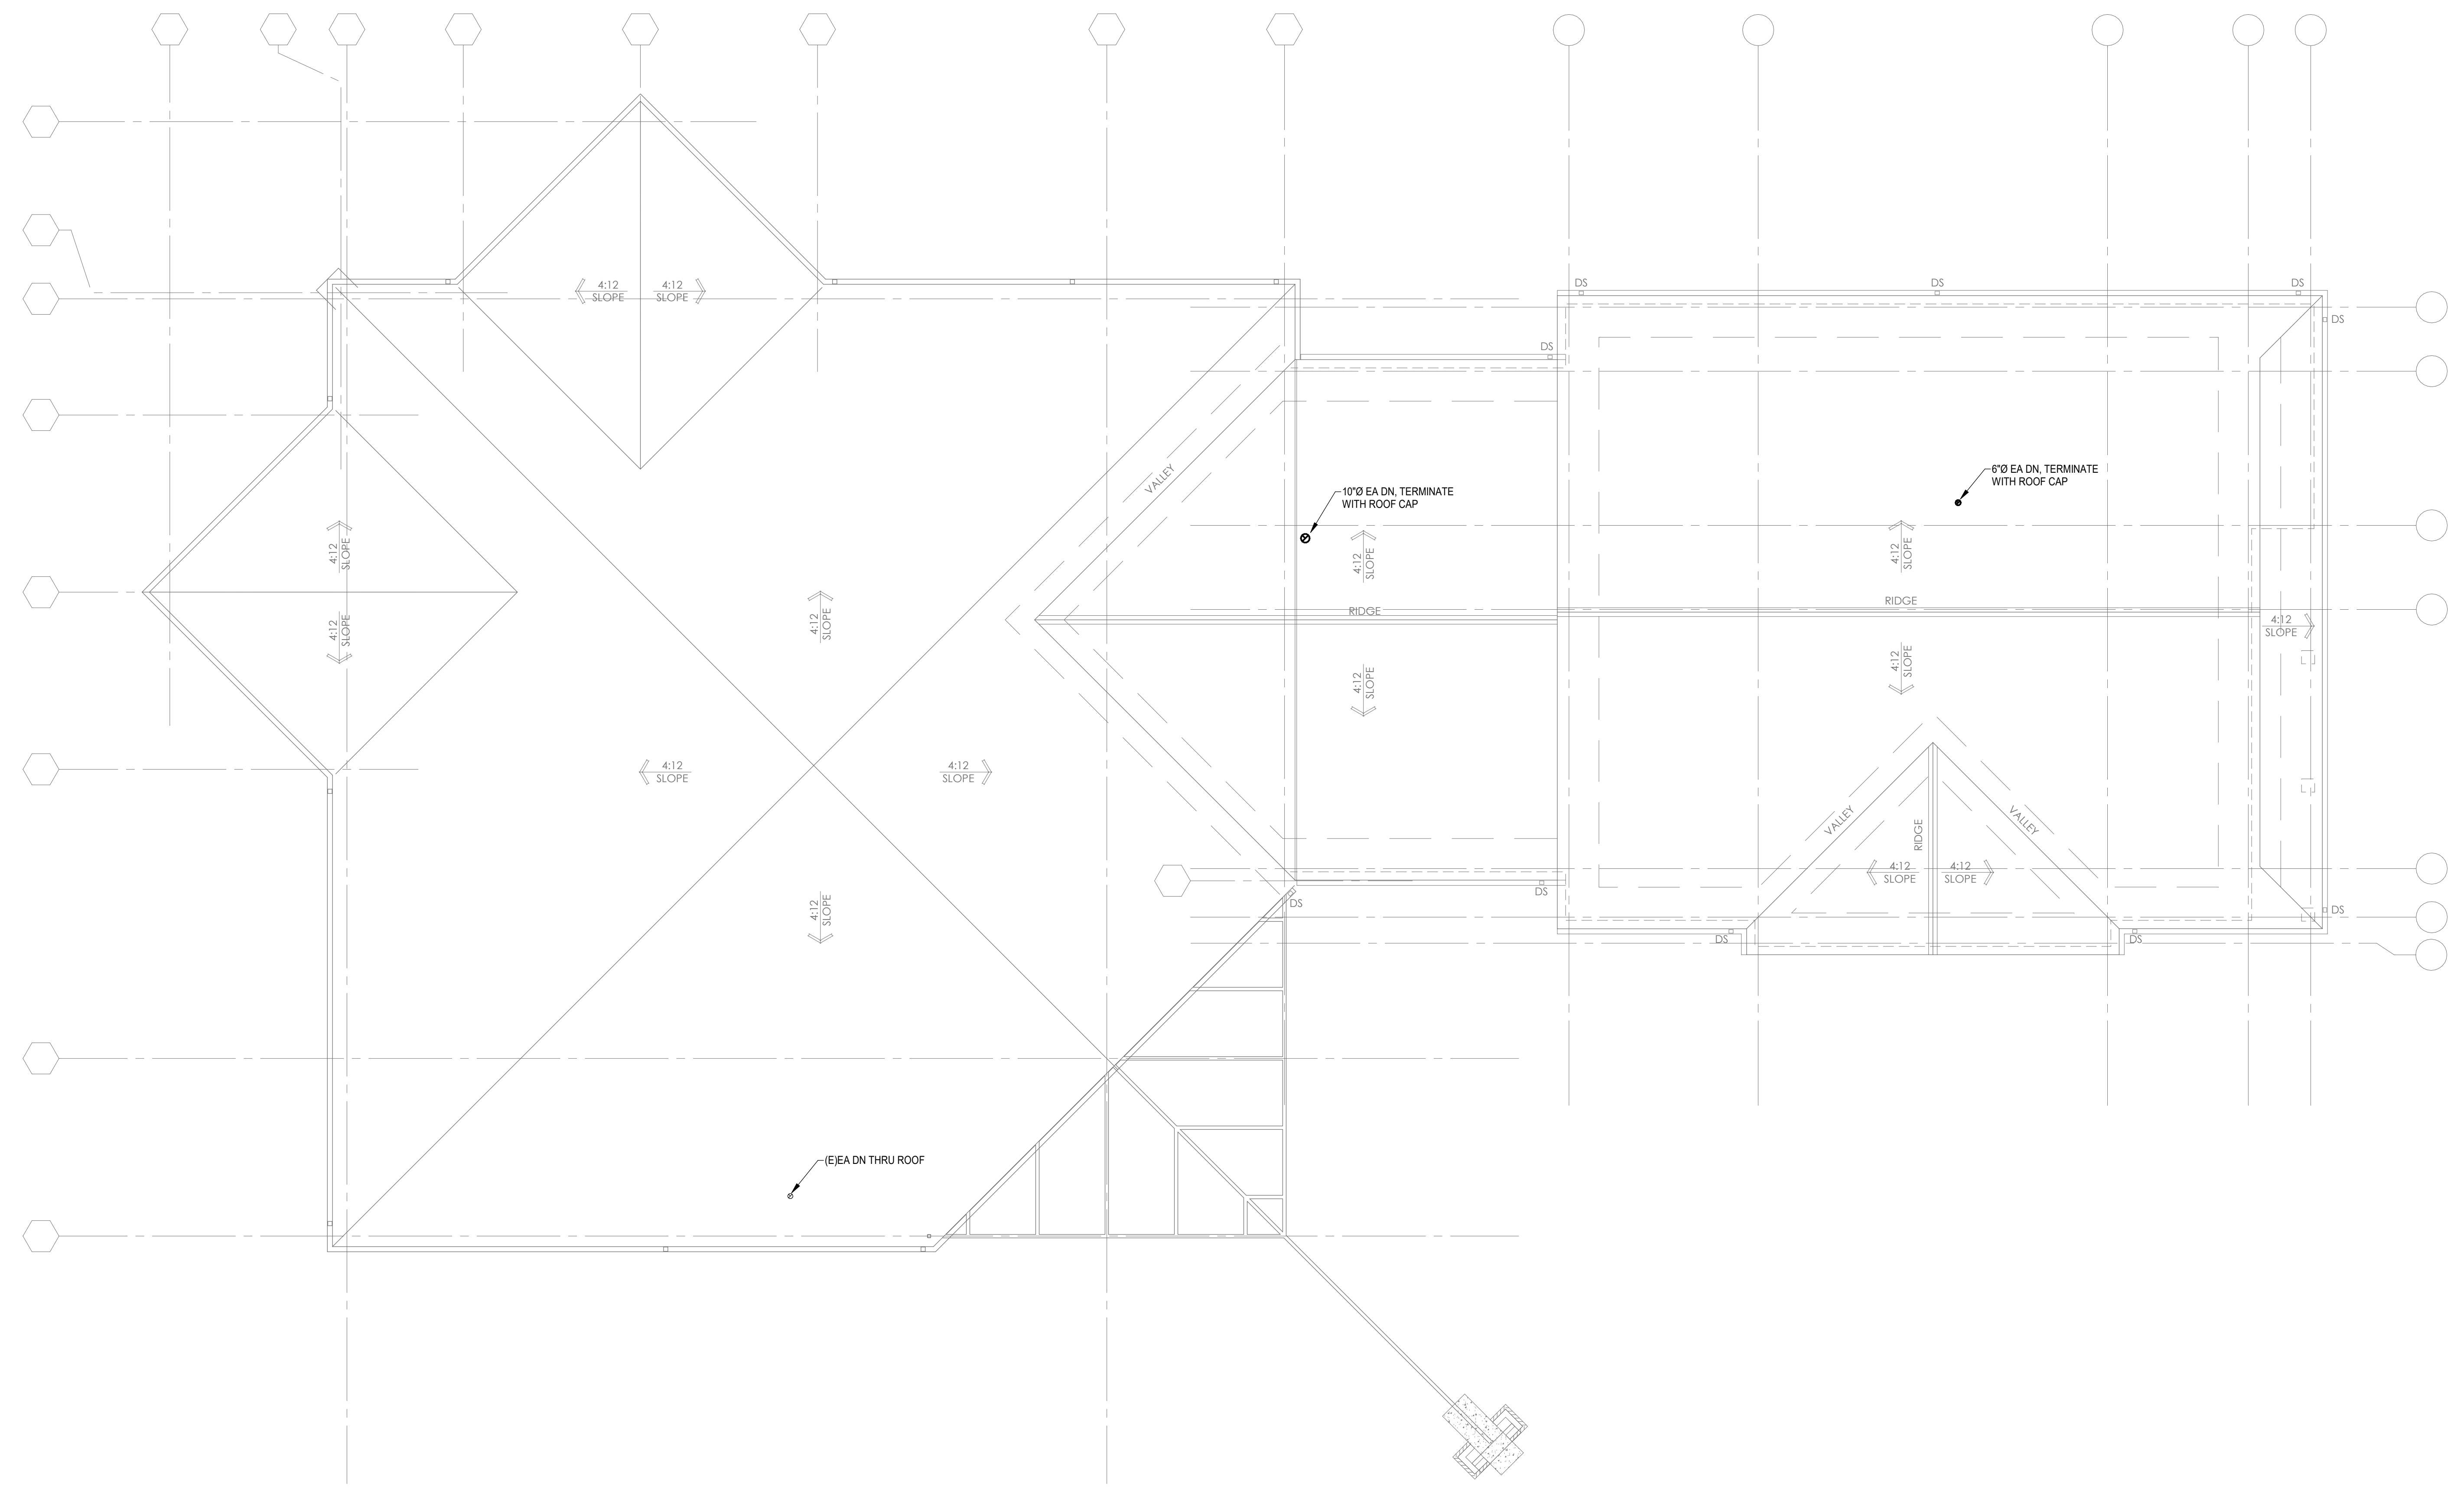 DS
DS
DS
4:12
SLOPE
4:12
SLOPE
DS
DS
VALLEY
10"Ø EA DN, TERMINATE
WITH ROOF CAP
6"Ø EA DN, TERMINATE
WITH ROOF CAP
4:12
SLOPE
4:12
SLOPE
4:12
SLOPE
4:12
SLOPE
4:12
SLOPE
RIDGE
RIDGE
4:12
SLOPE
4:12
SLOPE
4:12
SLOPE
4:12
SLOPE
4:12
SLOPE
VALLEY
RIDGE
VALLEY
4:12
SLOPE
4:12
SLOPE
4:12
SLOPE
DS
DS
DS
DS
DS
(E)EA DN THRU ROOF